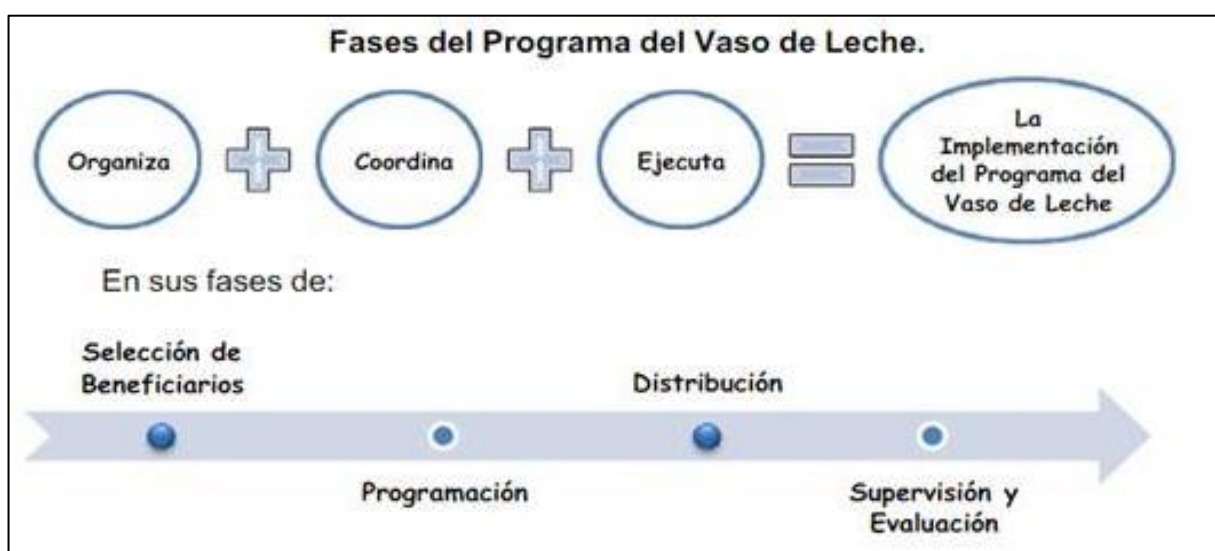 Fases del Programa del Vaso de Leche.
Organiza
Coordina
Ejecuta
La
Implementación
del Programa del
Vaso de Leche
En sus fases de:
Selección de
Beneficiarios
Programación
Distribución
Supervisión y
Evaluación